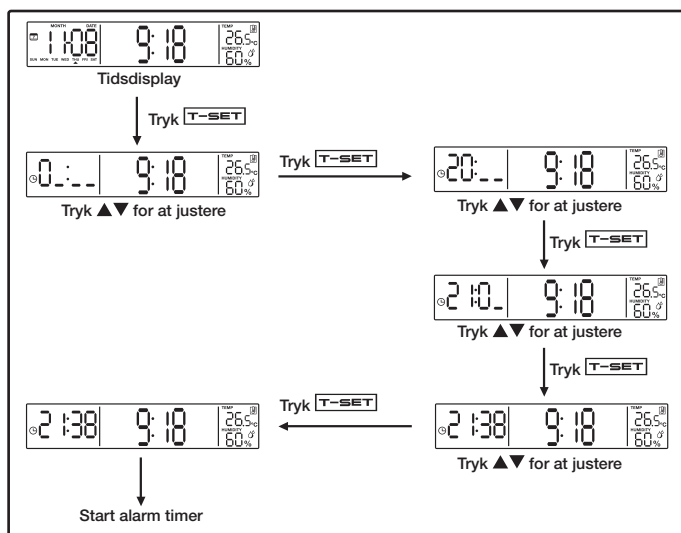 MONTH DATE
11:08 9:18 TEMP 26.5°C
HUMIDITY 60%
SUN MON TUE WED THU FRI SAT
Tidsdisplay
Tryk T-SET
0_:_ _ 9:18 TEMP 26.5°C
HUMIDITY 60%
Tryk ▲▼ for at justere
Tryk T-SET
20:_ _ 9:18 TEMP 26.5°C
HUMIDITY 60%
Tryk ▲▼ for at justere
Tryk T-SET
21:0_ 9:18 TEMP 26.5°C
HUMIDITY 60%
Tryk ▲▼ for at justere
Tryk T-SET
21:38 9:18 TEMP 26.5°C
HUMIDITY 60%
Tryk ▲▼ for at justere
Tryk T-SET
21:38 9:18 TEMP 26.5°C
HUMIDITY 60%
Start alarm timer